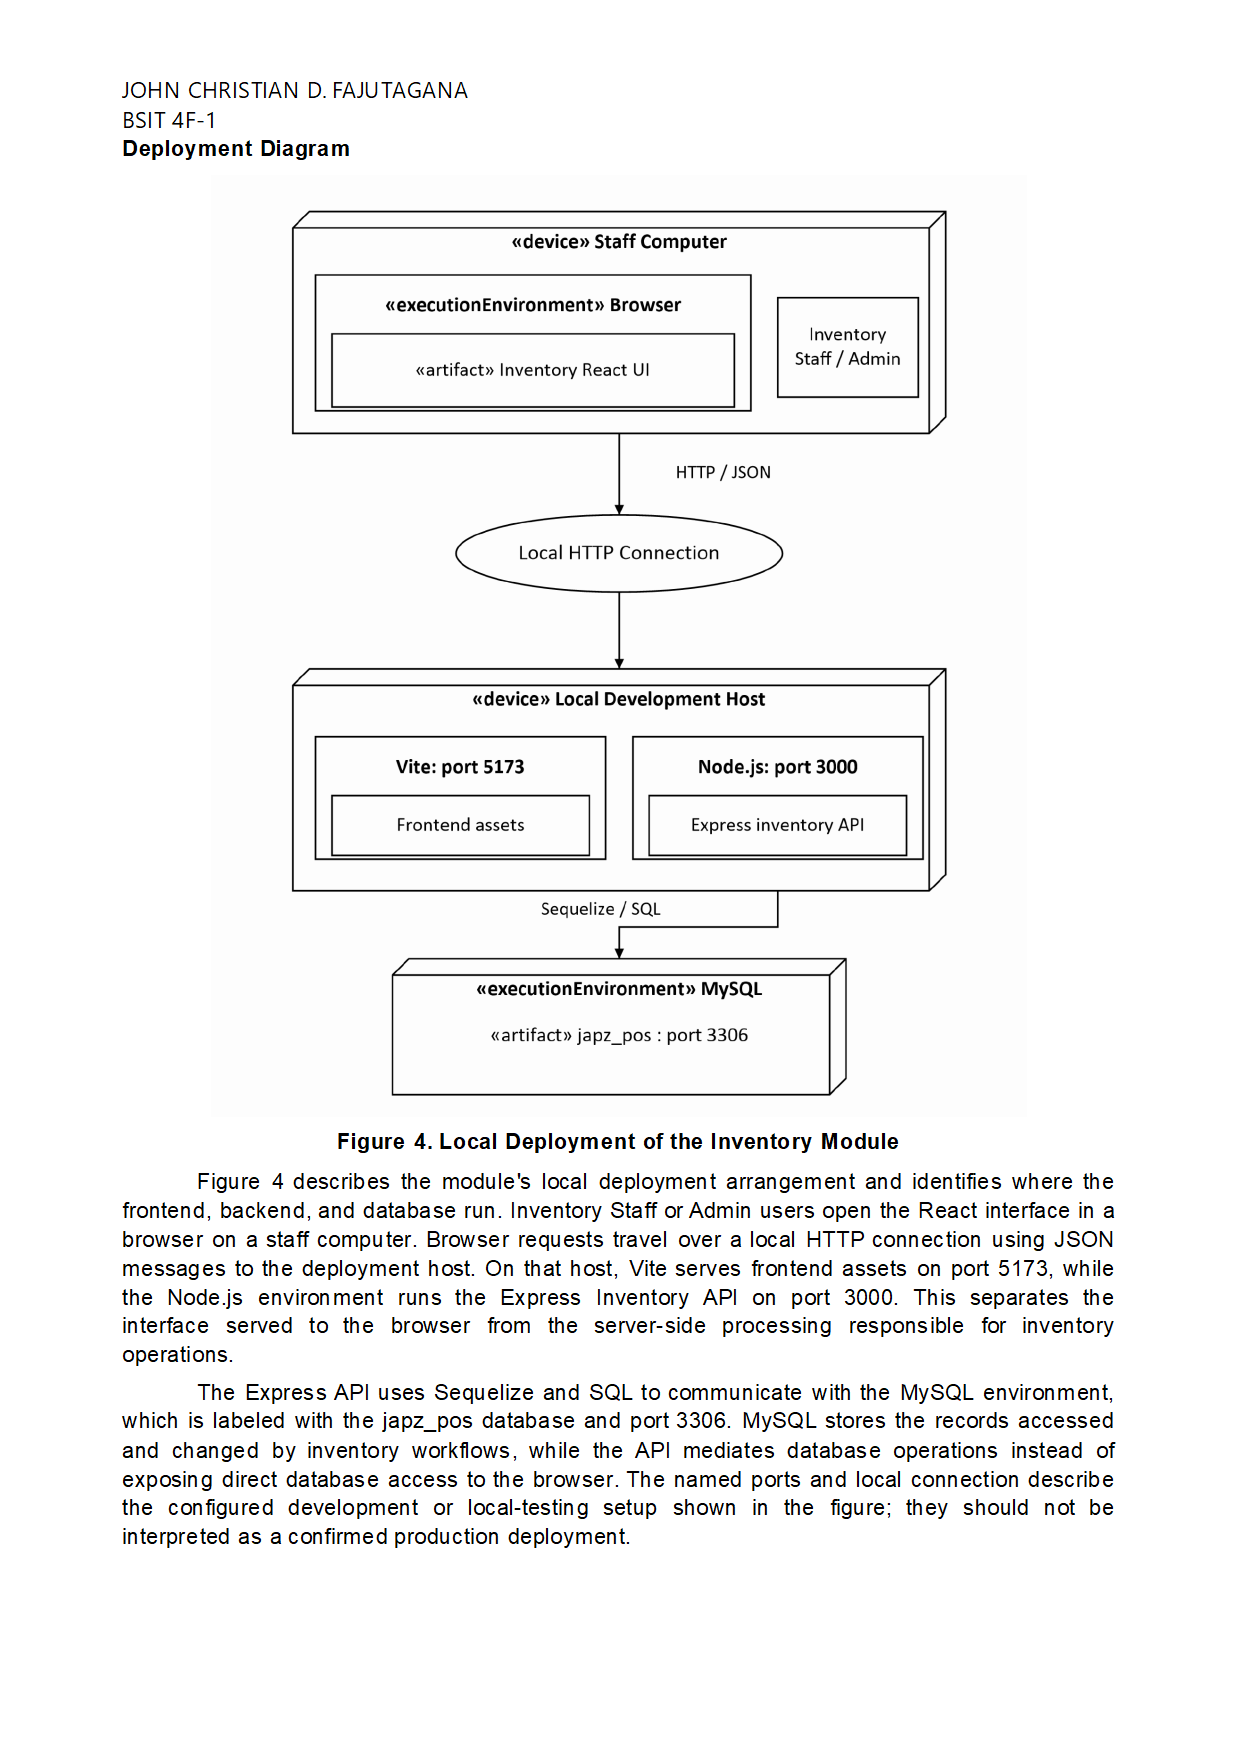 JOHN CHRISTIAN D. FAJUTAGANA
BSIT 4F-1
Deployment Diagram
«device» Staff Computer
«executionEnvironment» Browser
«artifact» Inventory React UI
Inventory
Staff / Admin
HTTP / JSON
Local HTTP Connection
«device» Local Development Host
Vite: port 5173
Frontend assets
Node.js: port 3000
Express inventory API
Sequelize / SQL
«executionEnvironment» MySQL
«artifact» japz_pos : port 3306
Figure 4. Local Deployment of the Inventory Module
Figure 4 describes the module's local deployment arrangement and identifies where the
frontend, backend, and database run. Inventory Staff or Admin users open the React interface in a
browser on a staff computer. Browser requests travel over a local HTTP connection using JSON
messages to the deployment host. On that host, Vite serves frontend assets on port 5173, while
the Node.js environment runs the Express Inventory API on port 3000. This separates the
interface served to the browser from the server-side processing responsible for inventory
operations.
The Express API uses Sequelize and SQL to communicate with the MySQL environment,
which is labeled with the japz_pos database and port 3306. MySQL stores the records accessed
and changed by inventory workflows, while the API mediates database operations instead of
exposing direct database access to the browser. The named ports and local connection describe
the configured development or local-testing setup shown in the figure; they should not be
interpreted as a confirmed production deployment.